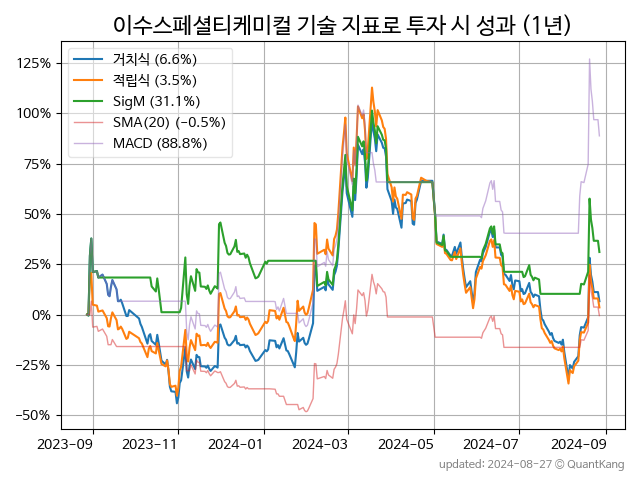 이수스페셜티케미컬 기술 지표로 투자 시 성과 (1년)
거치식 (6.6%)
적립식 (3.5%)
SigM (31.1%)
SMA(20) (−0.5%)
MACD (88.8%)
125%
100%
75%
50%
25%
0%
−25%
−50%
2023-09 2023-11 2024-01 2024-03 2024-05 2024-07 2024-09
updated: 2024-08-27 © QuantKang